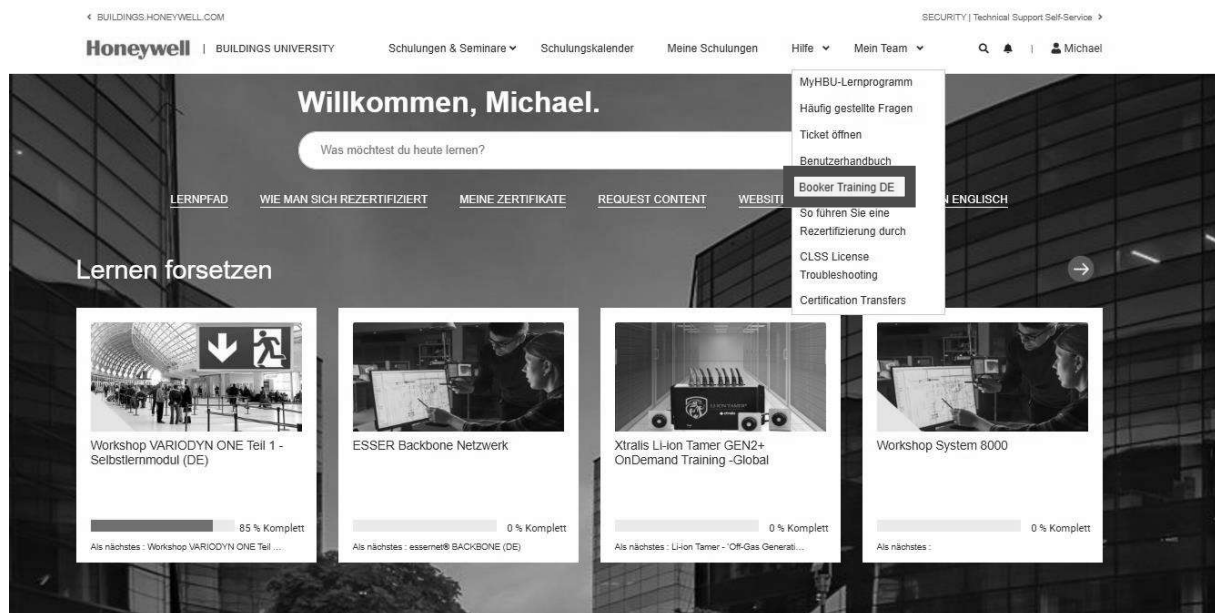 BUILDINGS.HONEYWELL.COM
SECURITY | Technical Support Self-Service
Honeywell | BUILDINGS UNIVERSITY
Schulungen & Seminare
Schulungskalender
Meine Schulungen
Hilfe
Mein Team
Michael
MyHBU-Lernprogramm
Häufig gestellte Fragen
Ticket öffnen
Benutzerhandbuch
Booker Training DE
So führen Sie eine
Rezertifizierung durch
CLSS License
Troubleshooting
Certification Transfers
Willkommen, Michael.
Was möchtest du heute lernen?
LERNPFAD
WIE MAN SICH REZERTIFIZIERT
MEINE ZERTIFIKATE
REQUEST CONTENT
ENGLISCH
Lernen forsetzen
Workshop VARIODYN ONE Teil 1 -
Selbstlernmodul (DE)
85 % Komplett
Als nächstes : Workshop VARIODYN ONE Teil ...
ESSER Backbone Netzwerk
0 % Komplett
Als nächstes : essernet® BACKBONE (DE)
LI-ION TAMER
Xtralis Li-ion Tamer GEN2+
OnDemand Training -Global
0 % Komplett
Als nächstes : Li-ion Tamer - 'Off-Gas Generati...
Workshop System 8000
0 % Komplett
Als nächstes :